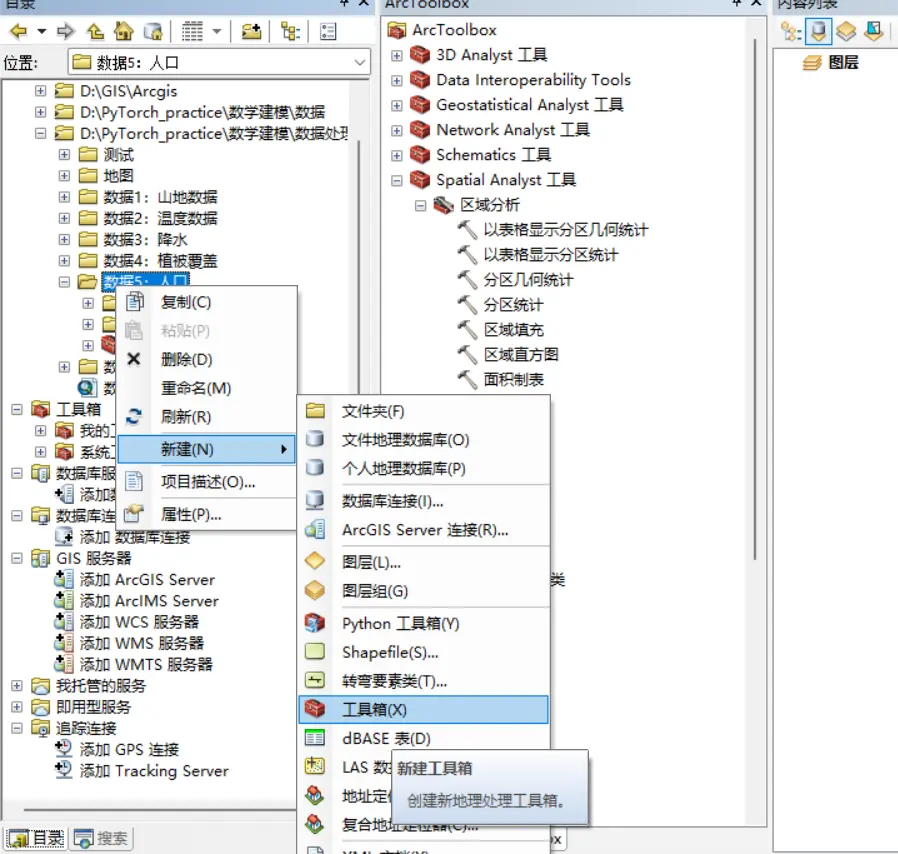 目录
位置:
数据5：人口
D:\GIS\Arcgis
D:\PyTorch_practice\数学建模\数据
D:\PyTorch_practice\数学建模\数据处理
测试
地图
数据1：山地数据
数据2：温度数据
数据3：降水
数据4：植被覆盖
数据5：人口
工具箱
我的工
系统工
数据库服
添加数
数据库连
添加 数据库连接
GIS 服务器
添加 ArcGIS Server
添加 ArcIMS Server
添加 WCS 服务器
添加 WMS 服务器
添加 WMTS 服务器
我托管的服务
即用型服务
追踪连接
添加 GPS 连接
添加 Tracking Server
目录
搜索
复制(C)
粘贴(P)
删除(D)
重命名(M)
刷新(R)
新建(N)
项目描述(O)...
属性(P)...
文件夹(F)
文件地理数据库(O)
个人地理数据库(P)
数据库连接(I)...
ArcGIS Server 连接(R)...
图层(L)...
图层组(G)
Python 工具箱(Y)
Shapefile(S)...
转弯要素类(T)...
工具箱(X)
dBASE 表(D)
LAS 数
地址定位
复合地址定位器(C)...
XML 文档(X)
新建工具箱
创建新地理处理工具箱。
ArcToolbox
ArcToolbox
3D Analyst 工具
Data Interoperability Tools
Geostatistical Analyst 工具
Network Analyst 工具
Schematics 工具
Spatial Analyst 工具
区域分析
以表格显示分区几何统计
以表格显示分区统计
分区几何统计
分区统计
区域填充
区域直方图
面积制表
类
ox
内容列表
图层